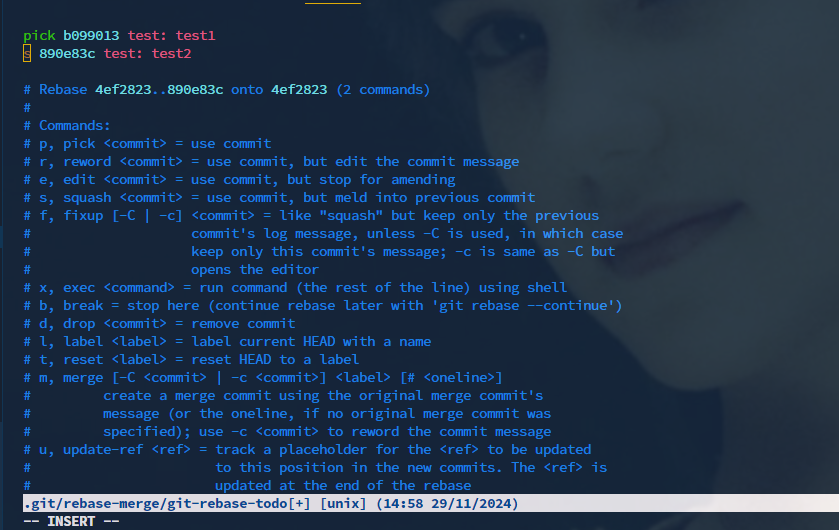 pick b099013 test: test1
s 890e83c test: test2
# Rebase 4ef2823..890e83c onto 4ef2823 (2 commands)
#
# Commands:
# p, pick <commit> = use commit
# r, reword <commit> = use commit, but edit the commit message
# e, edit <commit> = use commit, but stop for amending
# s, squash <commit> = use commit, but meld into previous commit
# f, fixup [-C | -c] <commit> = like "squash" but keep only the previous
#                    commit's log message, unless -C is used, in which case
#                    keep only this commit's message; -c is same as -C but
#                    opens the editor
# x, exec <command> = run command (the rest of the line) using shell
# b, break = stop here (continue rebase later with 'git rebase --continue')
# d, drop <commit> = remove commit
# l, label <label> = label current HEAD with a name
# t, reset <label> = reset HEAD to a label
# m, merge [-C <commit> | -c <commit>] <label> [# <oneline>]
#         create a merge commit using the original merge commit's
#         message (or the oneline, if no original merge commit was
#         specified); use -c <commit> to reword the commit message
# u, update-ref <ref> = track a placeholder for the <ref> to be updated
#                       to this position in the new commits. The <ref> is
#                       updated at the end of the rebase
.git/rebase-merge/git-rebase-todo[+] [unix] (14:58 29/11/2024)
-- INSERT --